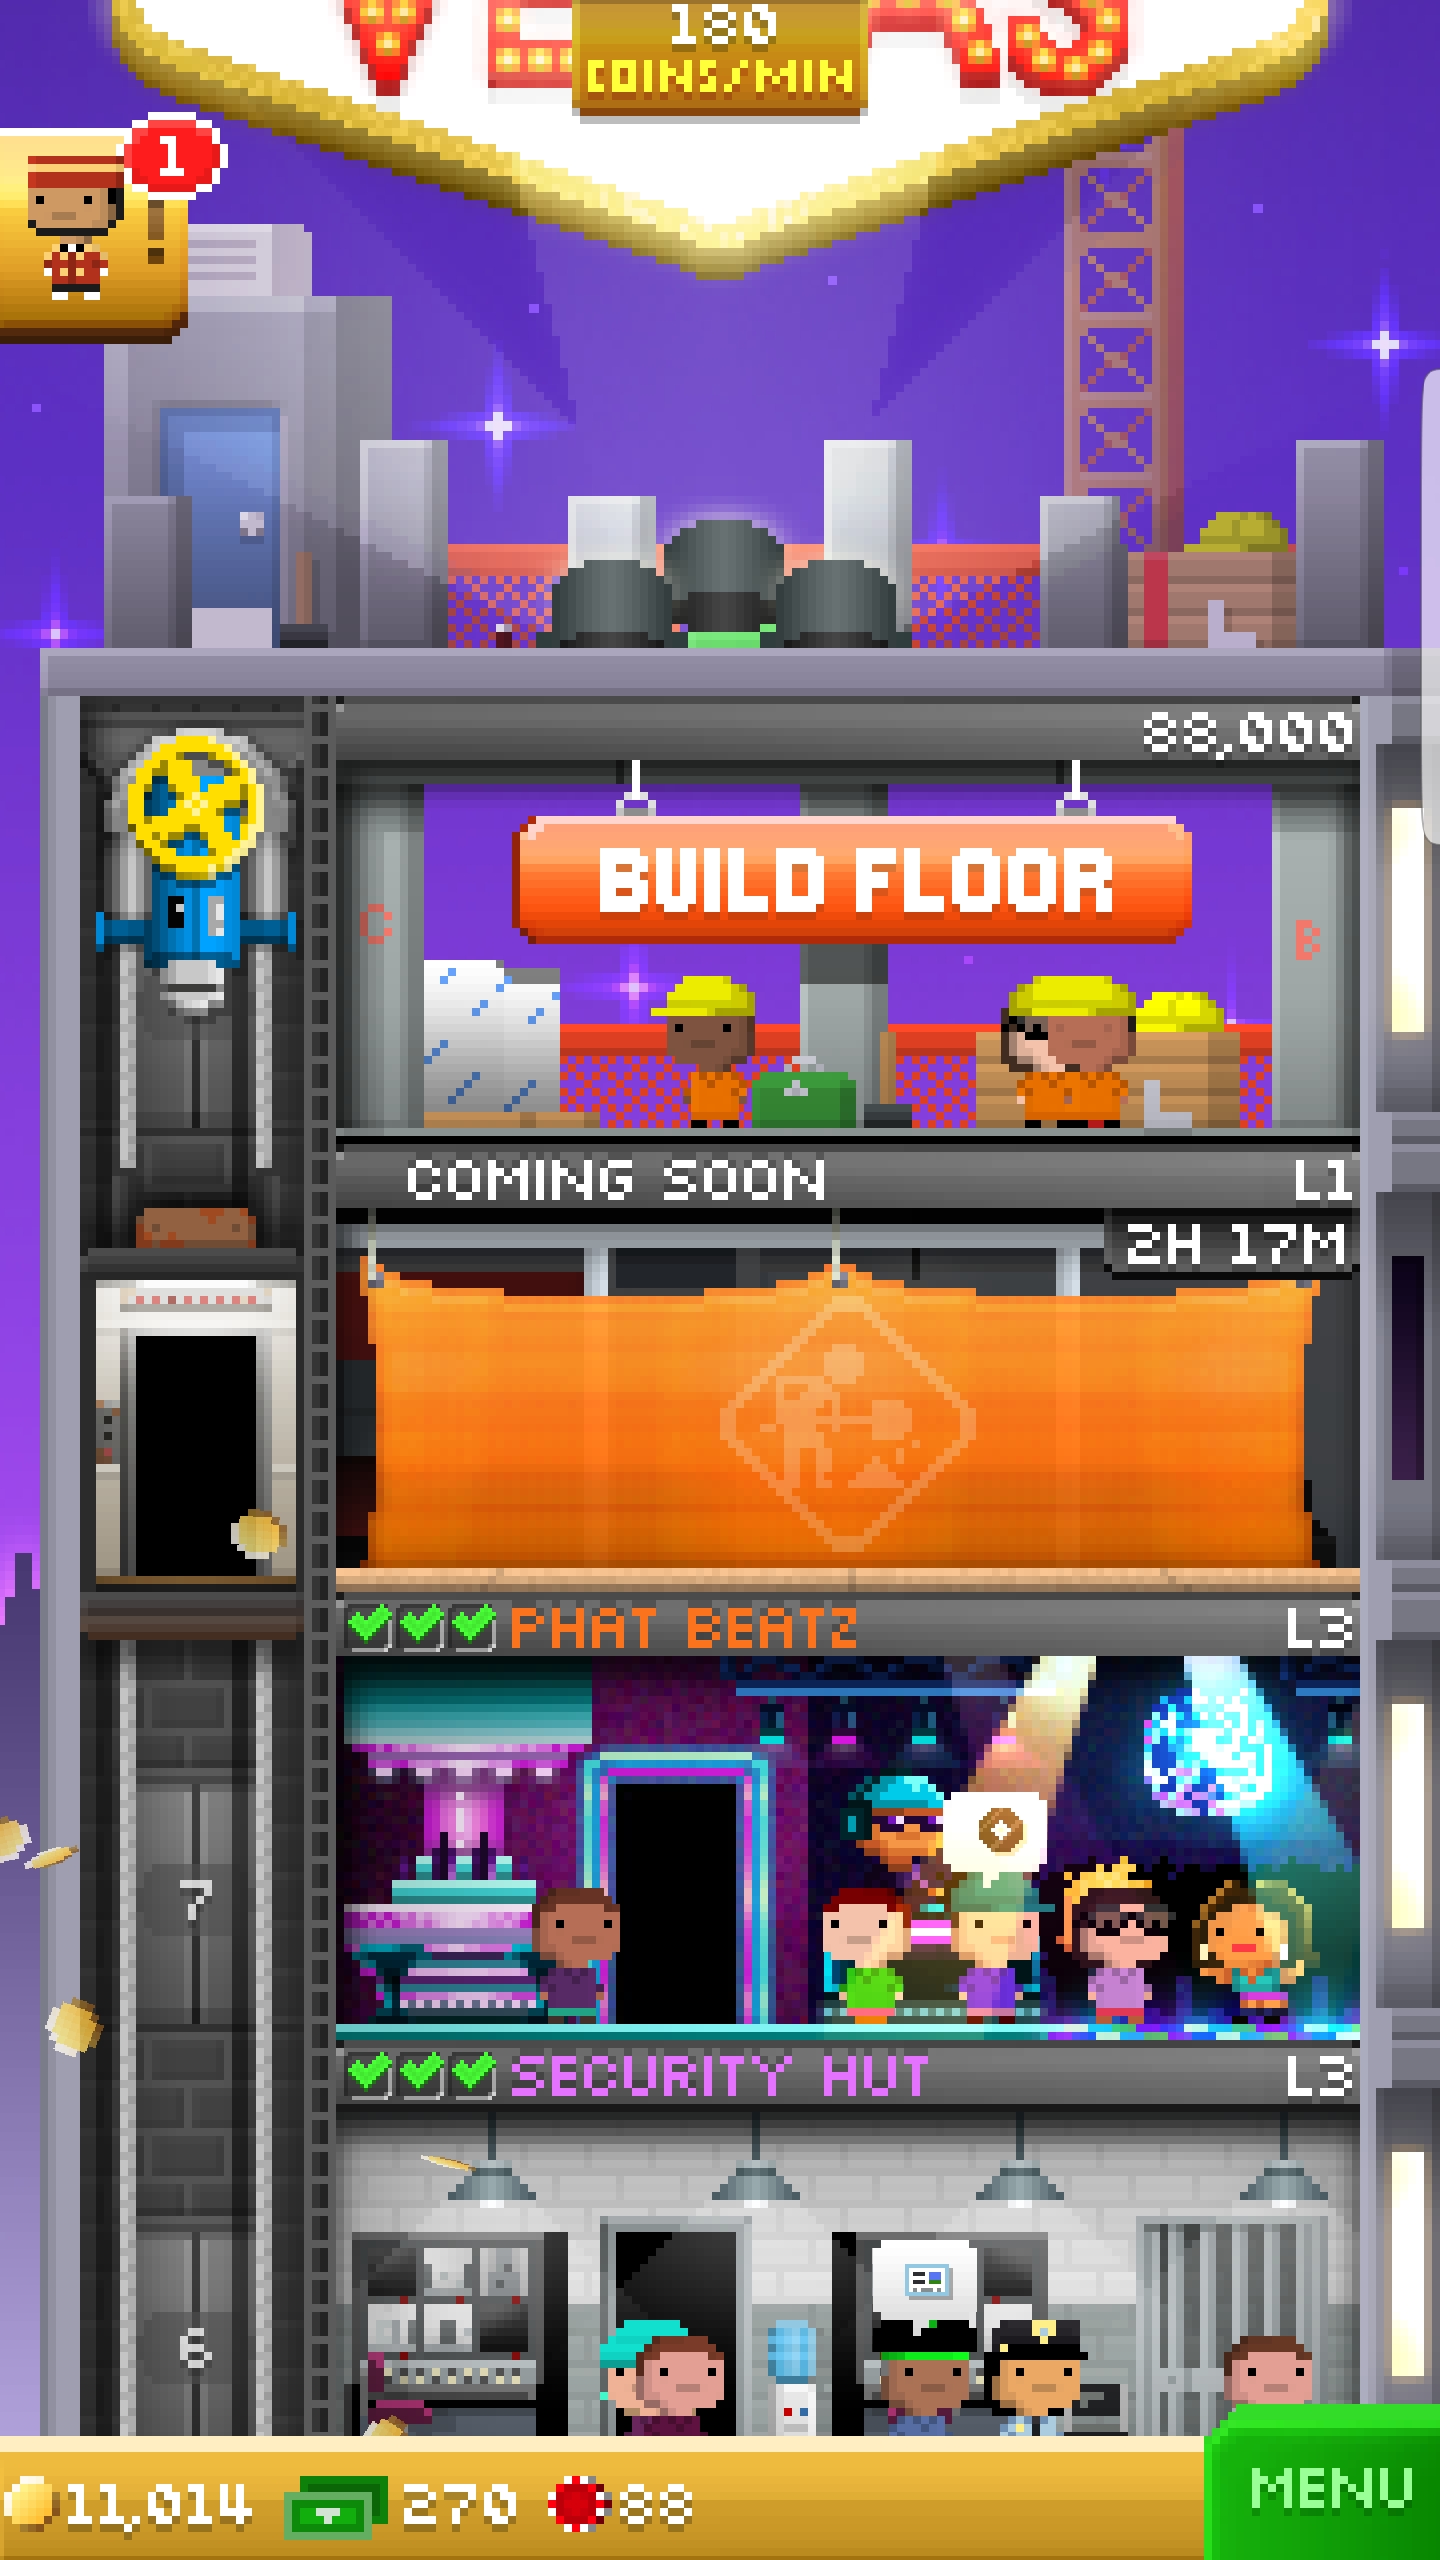 VEGAS
180
COINS/MIN
1
88,000
BUILD FLOOR
C
B
COMING SOON
L1
2H 17M
PHAT BEATZ
L3
7
SECURITY HUT
L3
6
11,014
270
88
MENU